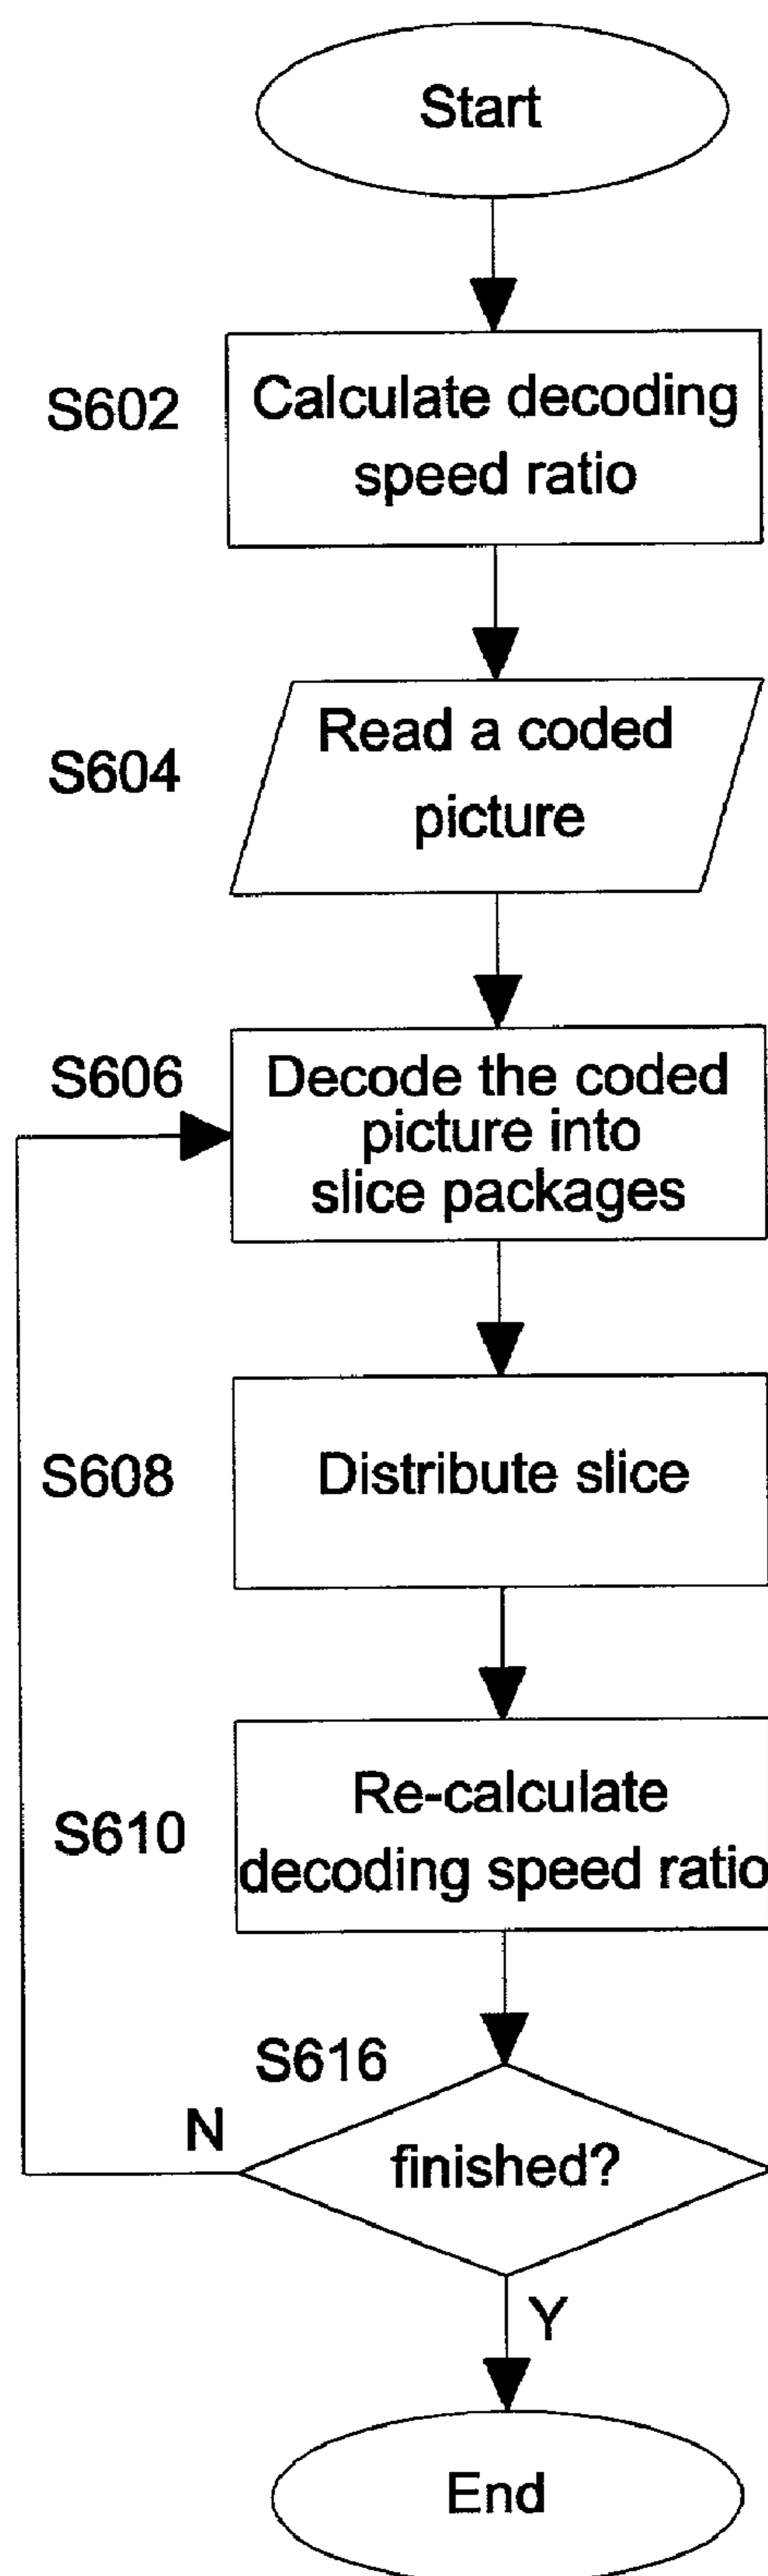 Start
S602
Calculate decoding
speed ratio
S604
Read a coded
picture
S606
Decode the coded
picture into
slice packages
S608
Distribute slice
S610
Re-calculate
decoding speed ratio
S616
N
finished?
Y
End